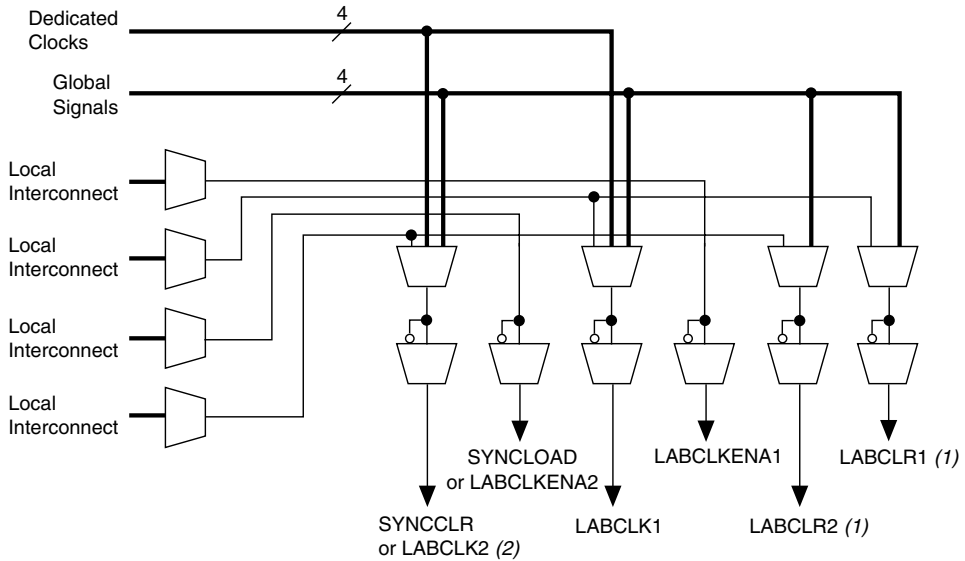 Dedicated
Clocks
4
Global
Signals
4
Local
Interconnect
Local
Interconnect
Local
Interconnect
Local
Interconnect
SYNCLOAD
or LABCLKENA2
LABCLKENA1
LABCLR1 (1)
SYNCCLR
or LABCLK2 (2)
LABCLK1
LABCLR2 (1)